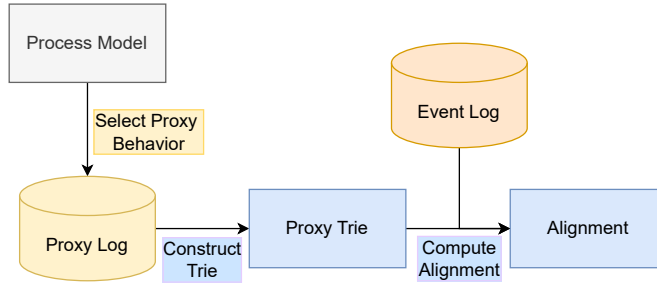 Process Model
Select Proxy
Behavior
Event Log
Proxy Log
Construct
Trie
Proxy Trie
Compute
Alignment
Alignment